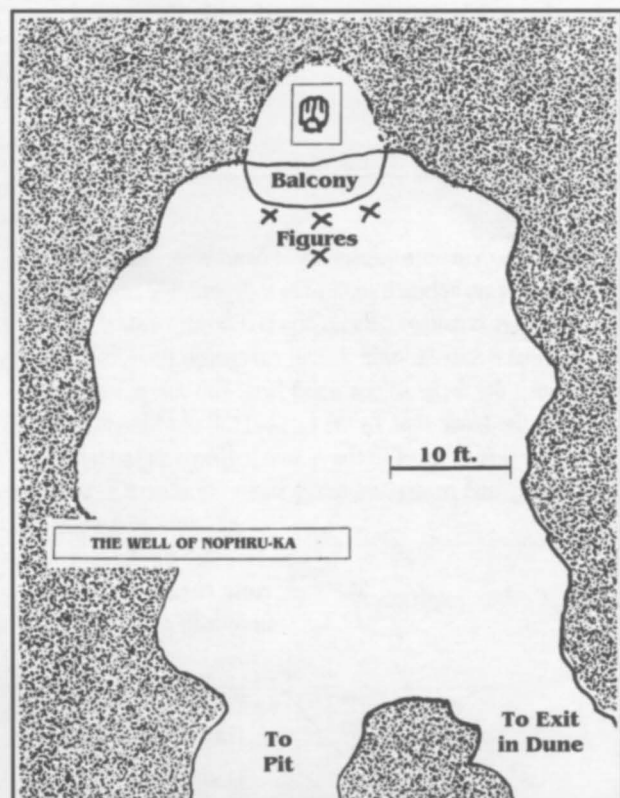 Balcony
Figures
10 ft.
THE WELL OF NOPHRU-KA
To
Pit
To Exit
in Dune